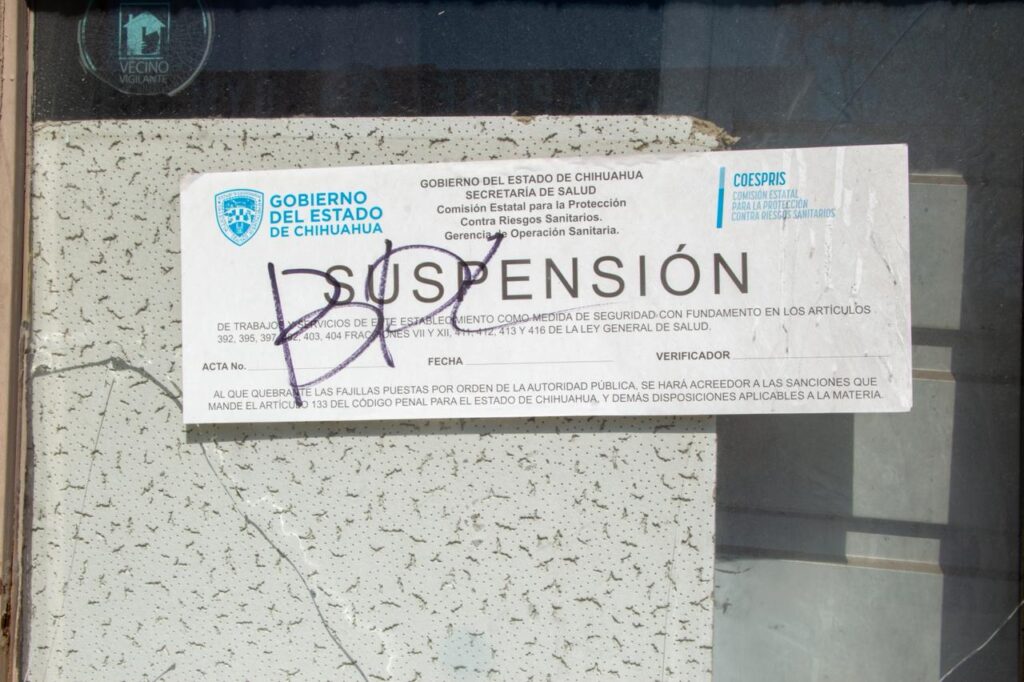 VECINO
VIGILANTE
GOBIERNO
DEL ESTADO
DE CHIHUAHUA
GOBIERNO DEL ESTADO DE CHIHUAHUA
SECRETARÍA DE SALUD
Comisión Estatal para la Protección
Contra Riesgos Sanitarios.
Gerencia de Operación Sanitaria.
COESPRIS
COMISIÓN ESTATAL
PARA LA PROTECCIÓN
CONTRA RIESGOS SANITARIOS
SUSPENSIÓN
DE TRABAJOS Y SERVICIOS DE ESTE ESTABLECIMIENTO COMO MEDIDA DE SEGURIDAD CON FUNDAMENTO EN LOS ARTÍCULOS
392, 395, 397, 402, 403, 404 FRACCIONES VII Y XII, 411, 412, 413 Y 416 DE LA LEY GENERAL DE SALUD.
ACTA No. FECHA VERIFICADOR
AL QUE QUEBRANTE LAS FAJILLAS PUESTAS POR ORDEN DE LA AUTORIDAD PÚBLICA, SE HARÁ ACREEDOR A LAS SANCIONES QUE
MANDE EL ARTÍCULO 133 DEL CÓDIGO PENAL PARA EL ESTADO DE CHIHUAHUA, Y DEMÁS DISPOSICIONES APLICABLES A LA MATERIA